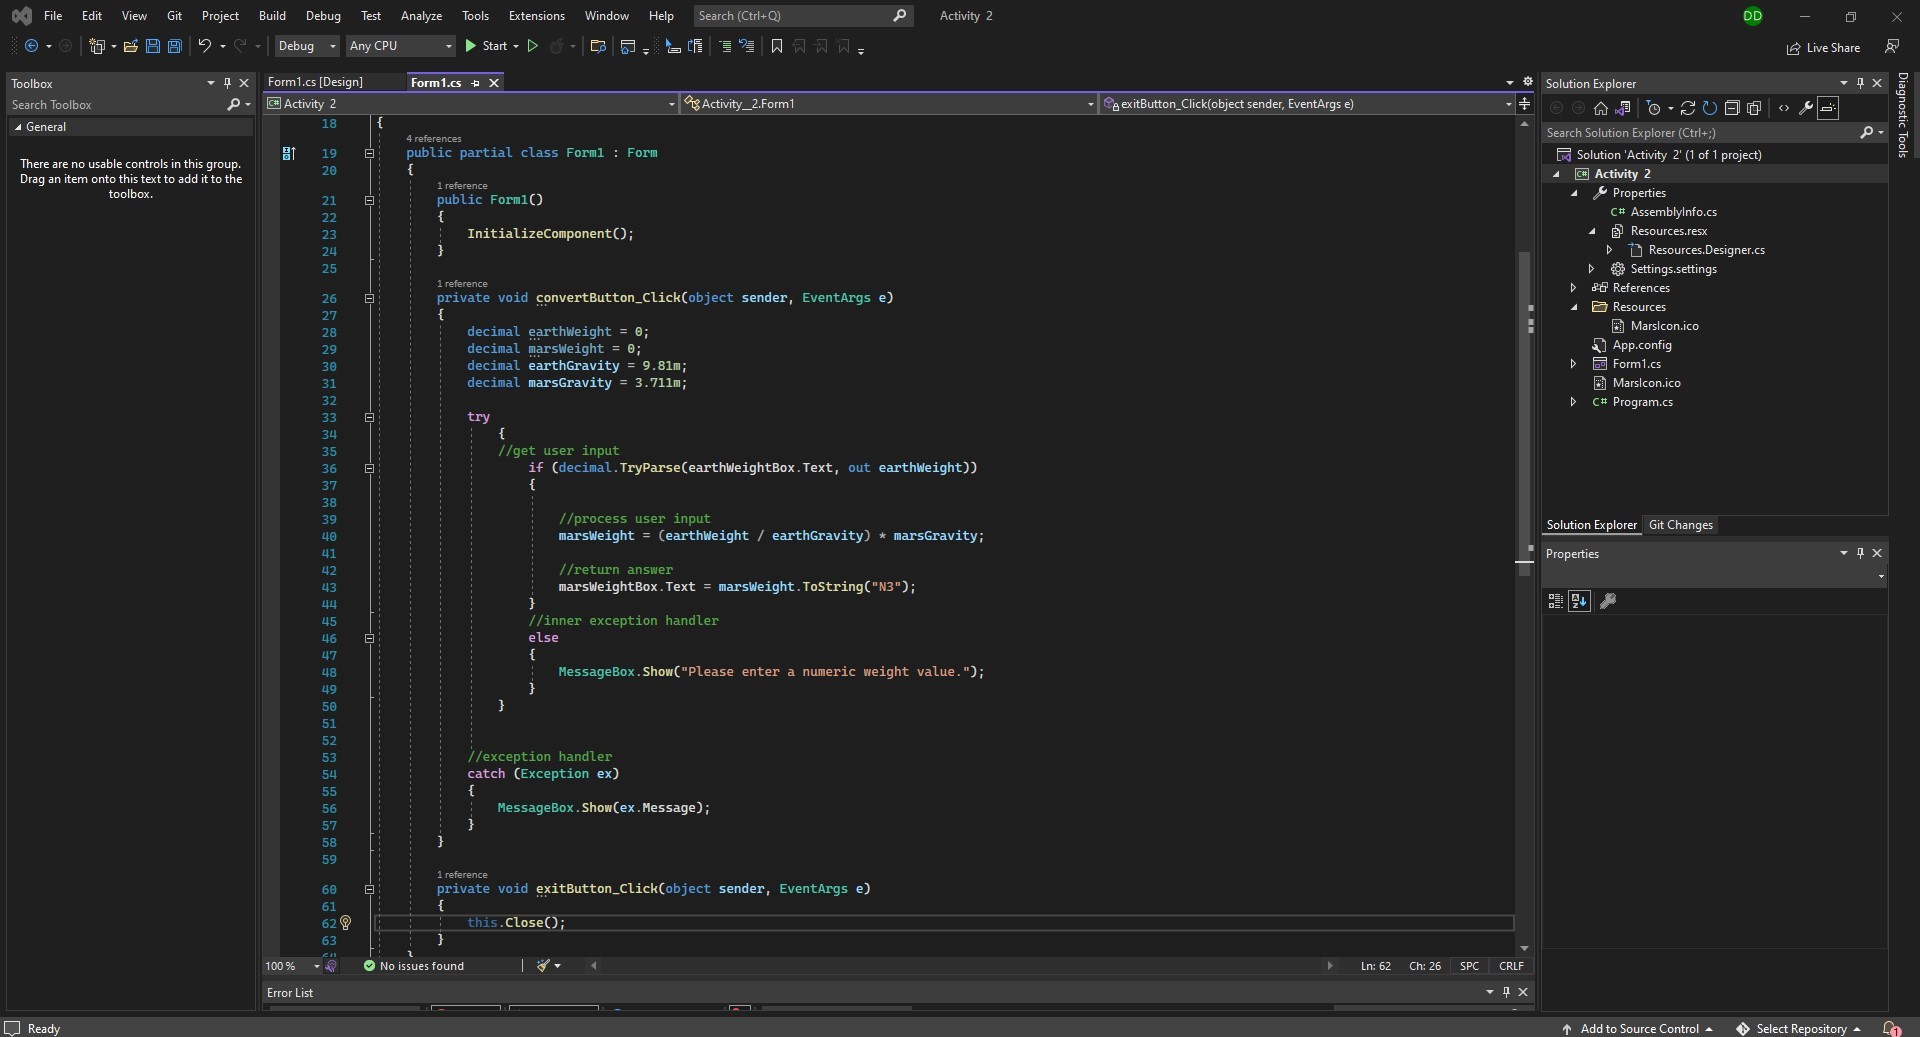 File Edit View Git Project Build Debug Test Analyze Tools Extensions Window Help Search (Ctrl+Q) Activity 2 DD
Debug Any CPU Start Live Share
Toolbox
Search Toolbox
General
There are no usable controls in this group.
Drag an item onto this text to add it to the
toolbox.
Form1.cs [Design] Form1.cs
Activity 2 Activity__2.Form1 exitButton_Click(object sender, EventArgs e)
18 {
4 references
19 public partial class Form1 : Form
20 {
1 reference
21 public Form1()
22 {
23 InitializeComponent();
24 }
25
1 reference
26 private void convertButton_Click(object sender, EventArgs e)
27 {
28 decimal earthWeight = 0;
29 decimal marsWeight = 0;
30 decimal earthGravity = 9.81m;
31 decimal marsGravity = 3.711m;
32
33 try
34 {
35 //get user input
36 if (decimal.TryParse(earthWeightBox.Text, out earthWeight))
37 {
38
39 //process user input
40 marsWeight = (earthWeight / earthGravity) * marsGravity;
41
42 //return answer
43 marsWeightBox.Text = marsWeight.ToString("N3");
44 }
45 //inner exception handler
46 else
47 {
48 MessageBox.Show("Please enter a numeric weight value.");
49 }
50 }
51
52
53 //exception handler
54 catch (Exception ex)
55 {
56 MessageBox.Show(ex.Message);
57 }
58 }
59
1 reference
60 private void exitButton_Click(object sender, EventArgs e)
61 {
62 this.Close();
63 }
64 }
100 % No issues found Ln: 62 Ch: 26 SPC CRLF
Error List
Solution Explorer
Search Solution Explorer (Ctrl+;)
Solution 'Activity 2' (1 of 1 project)
C# Activity 2
Properties
C# AssemblyInfo.cs
Resources.resx
Resources.Designer.cs
Settings.settings
References
Resources
MarsIcon.ico
App.config
Form1.cs
MarsIcon.ico
C# Program.cs
Solution Explorer Git Changes
Properties
Diagnostic Tools
Ready Add to Source Control Select Repository 1